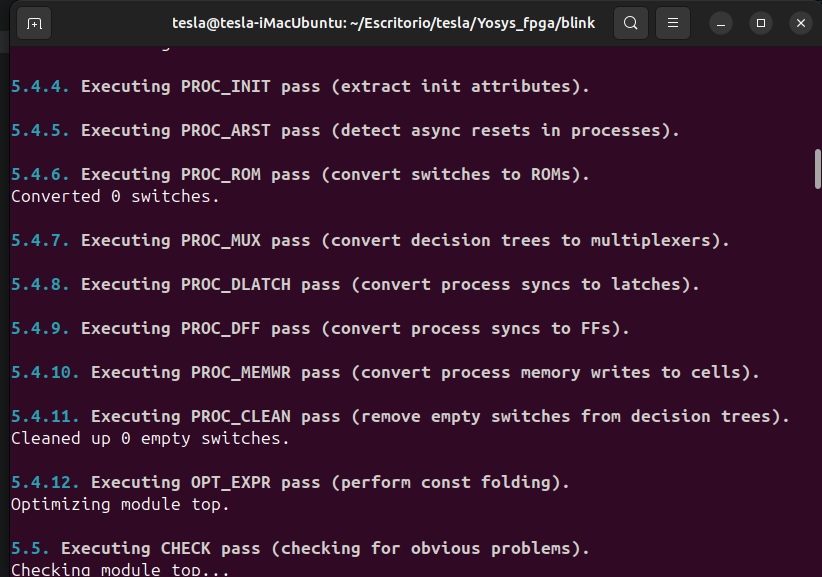 tesla@tesla-iMacUbuntu: ~/Escritorio/tesla/Yosys_fpga/blink
5.4.4. Executing PROC_INIT pass (extract init attributes).
5.4.5. Executing PROC_ARST pass (detect async resets in processes).
5.4.6. Executing PROC_ROM pass (convert switches to ROMs).
Converted 0 switches.
5.4.7. Executing PROC_MUX pass (convert decision trees to multiplexers).
5.4.8. Executing PROC_DLATCH pass (convert process syncs to latches).
5.4.9. Executing PROC_DFF pass (convert process syncs to FFs).
5.4.10. Executing PROC_MEMWR pass (convert process memory writes to cells).
5.4.11. Executing PROC_CLEAN pass (remove empty switches from decision trees).
Cleaned up 0 empty switches.
5.4.12. Executing OPT_EXPR pass (perform const folding).
Optimizing module top.
5.5. Executing CHECK pass (checking for obvious problems).
Checking module top...